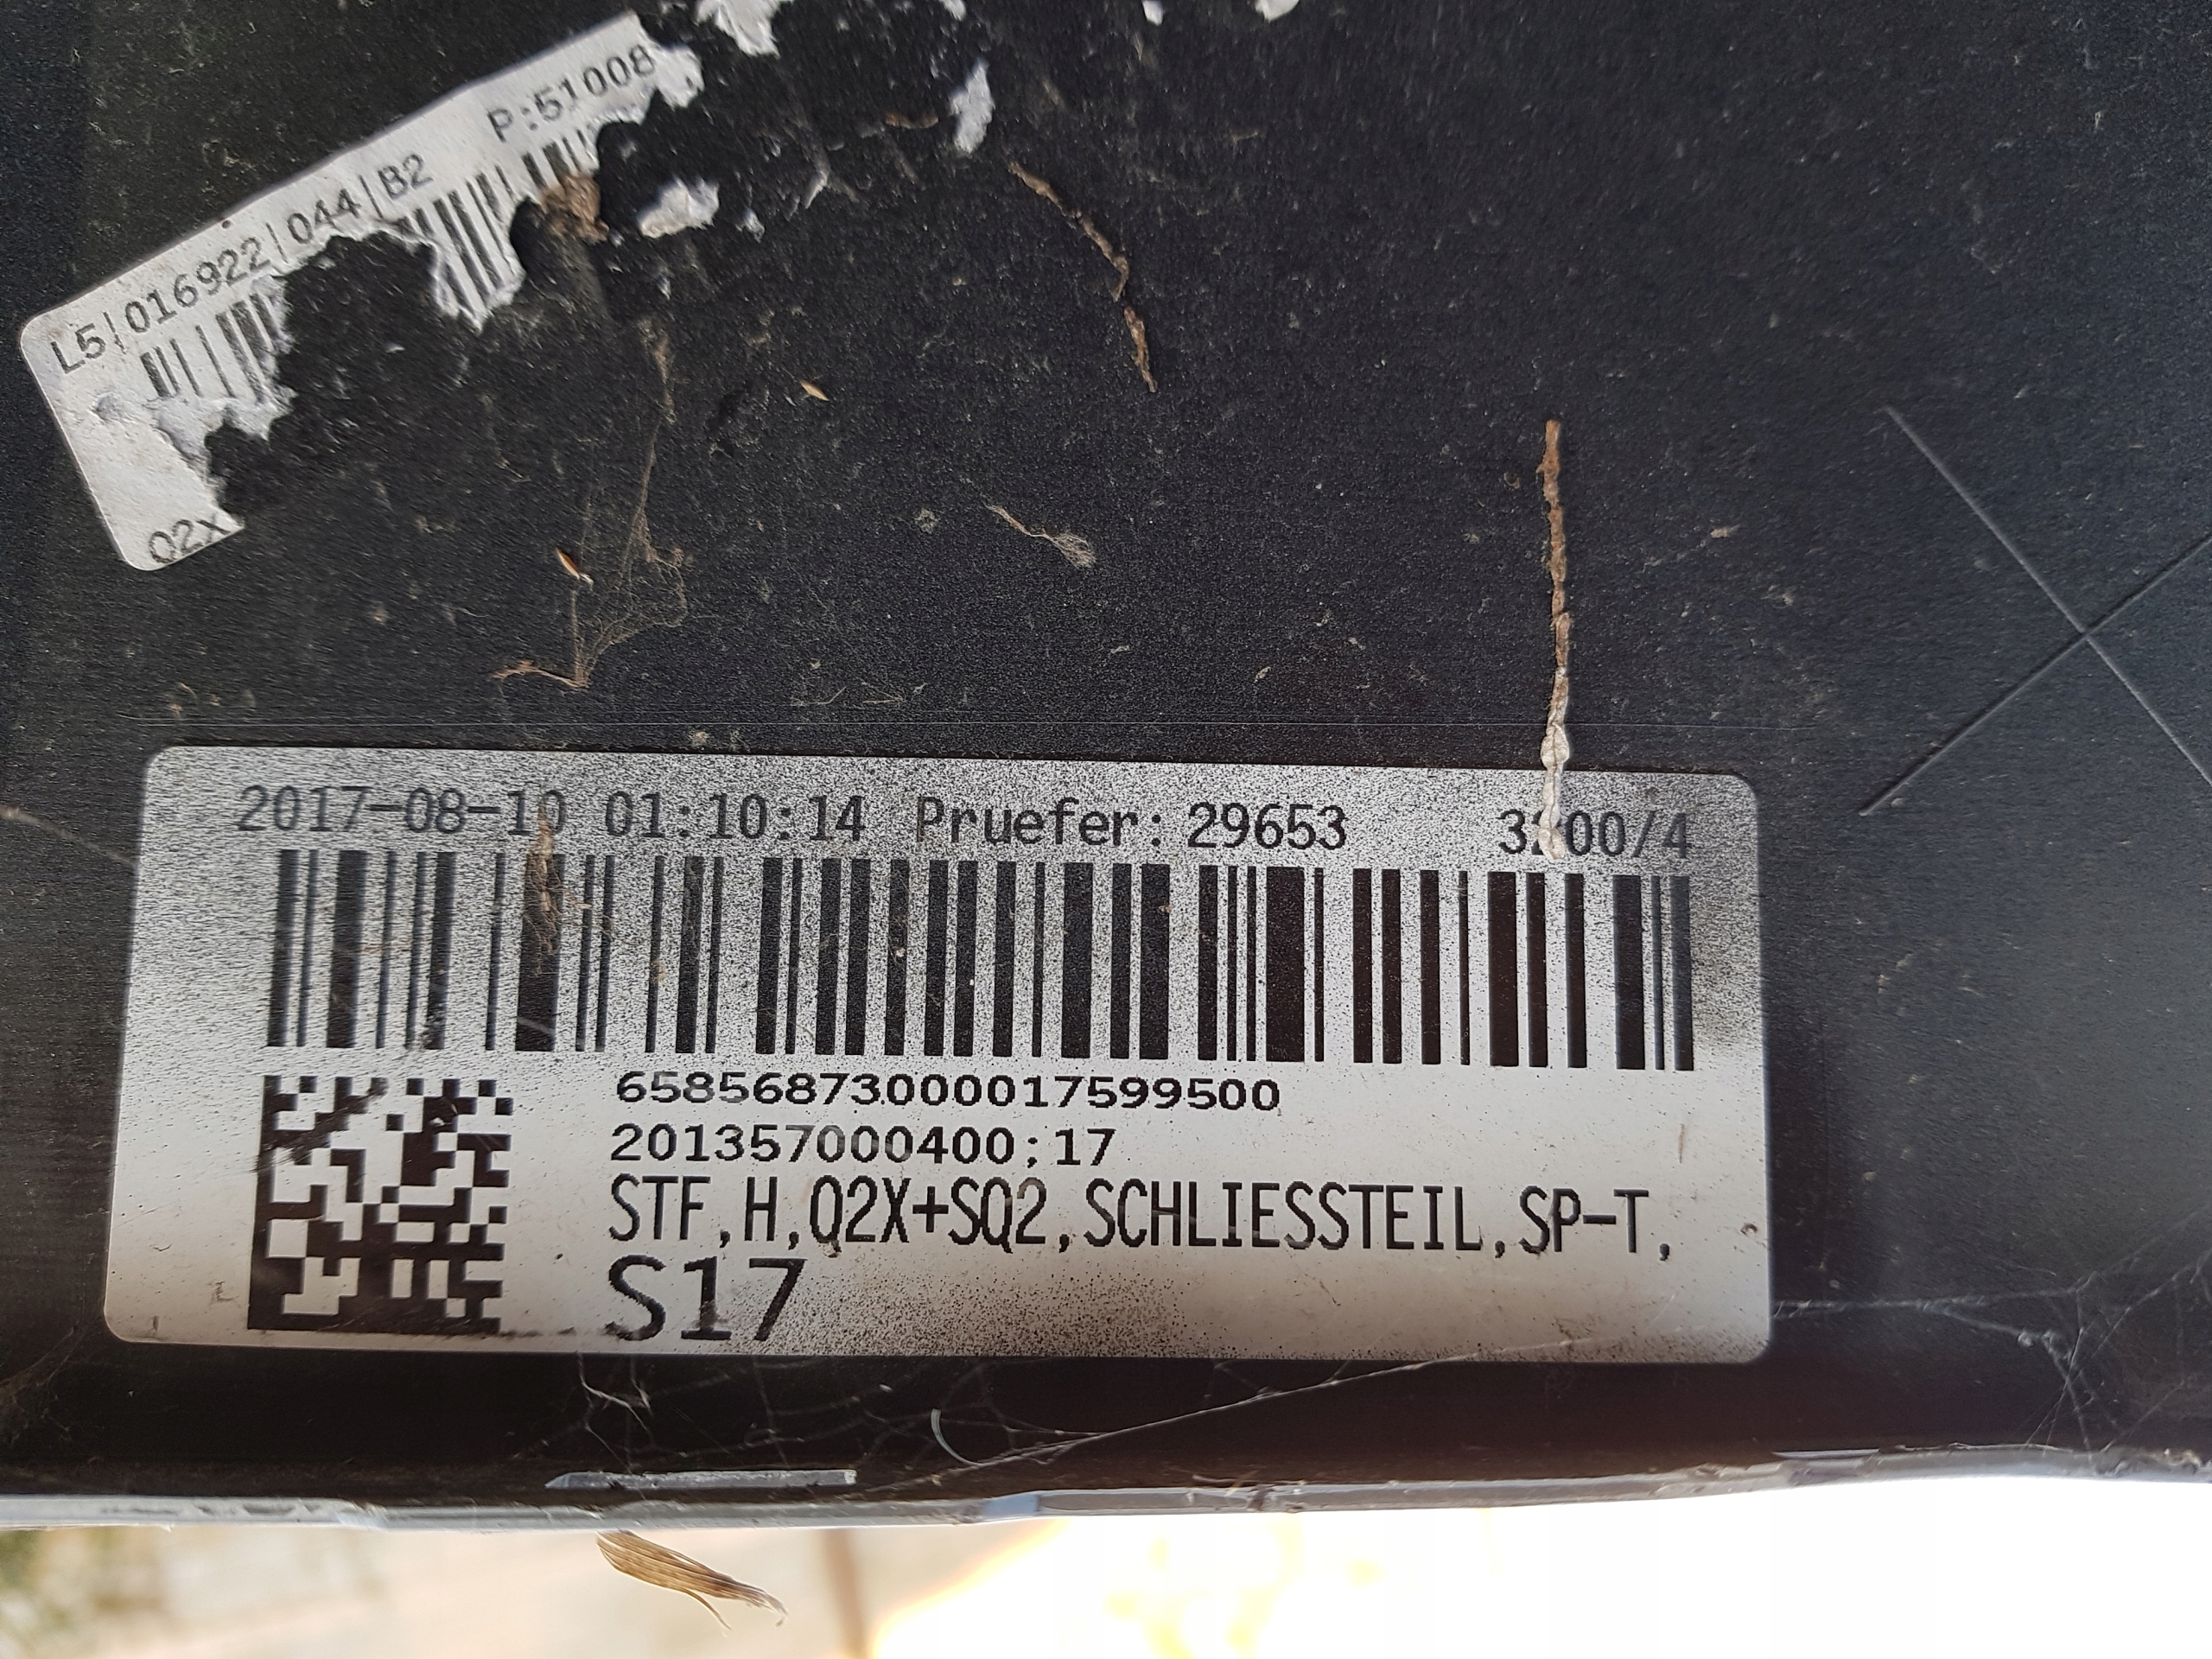 L5|016922|044|B2 P:51008
Q2X
2017-08-10 01:10:14 Pruefer: 29653 3200/4
65856873000017599500
201357000400;17
STF,H,Q2X+SQ2,SCHLIESSTEIL,SP-T,
S17